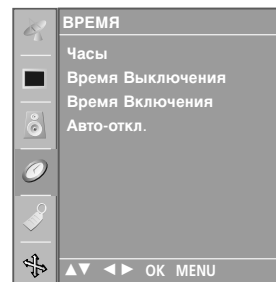 ВРЕМЯ
Часы
Время Выключения
Время Включения
Авто-откл.
▲▼ ◄► OK MENU